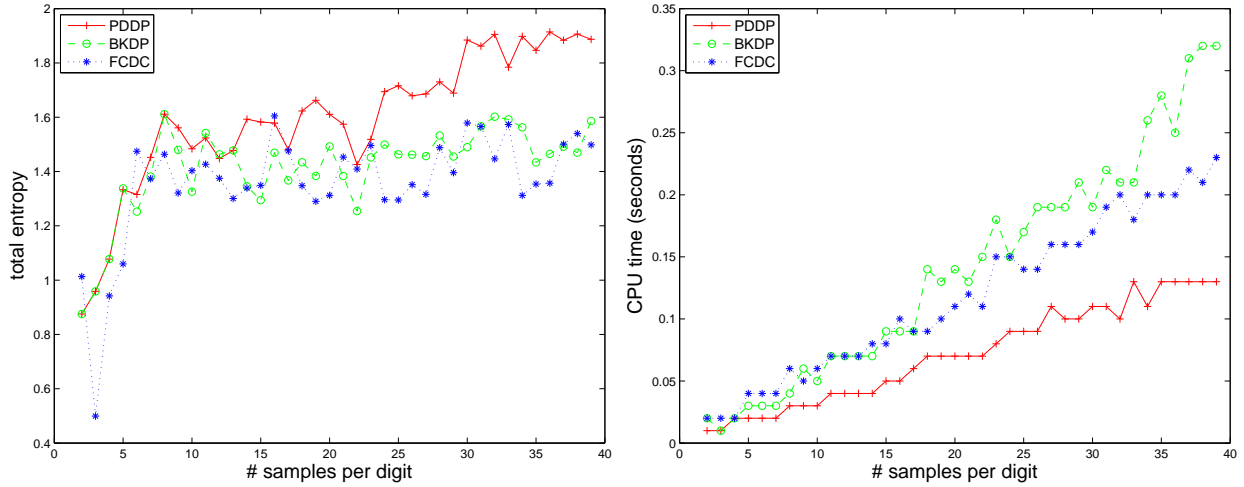 PDDP
BKDP
FCDC
2
1.8
1.6
1.4
1.2
1
0.8
0.6
0.4
total entropy
0 5 10 15 20 25 30 35 40
# samples per digit
PDDP
BKDP
FCDC
0.35
0.3
0.25
0.2
0.15
0.1
0.05
0
CPU time (seconds)
0 5 10 15 20 25 30 35 40
# samples per digit